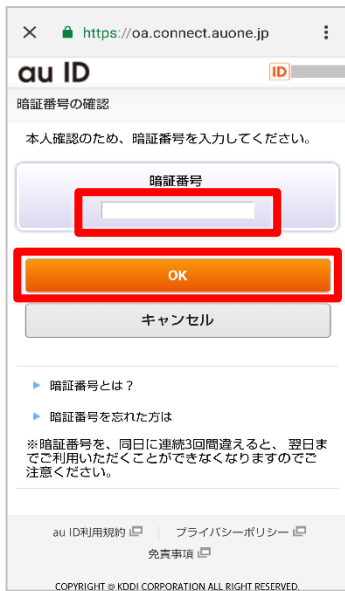 https://oa.connect.auone.jp
au ID
ID
暗証番号の確認
本人確認のため、暗証番号を入力してください。
暗証番号
OK
キャンセル
暗証番号とは？
暗証番号を忘れた方は
※暗証番号を、同日に連続3回間違えると、 翌日ま
でご利用いただくことができなくなりますのでご
注意ください。
au ID利用規約 プライバシーポリシー
免責事項
COPYRIGHT © KDDI CORPORATION ALL RIGHT RESERVED.